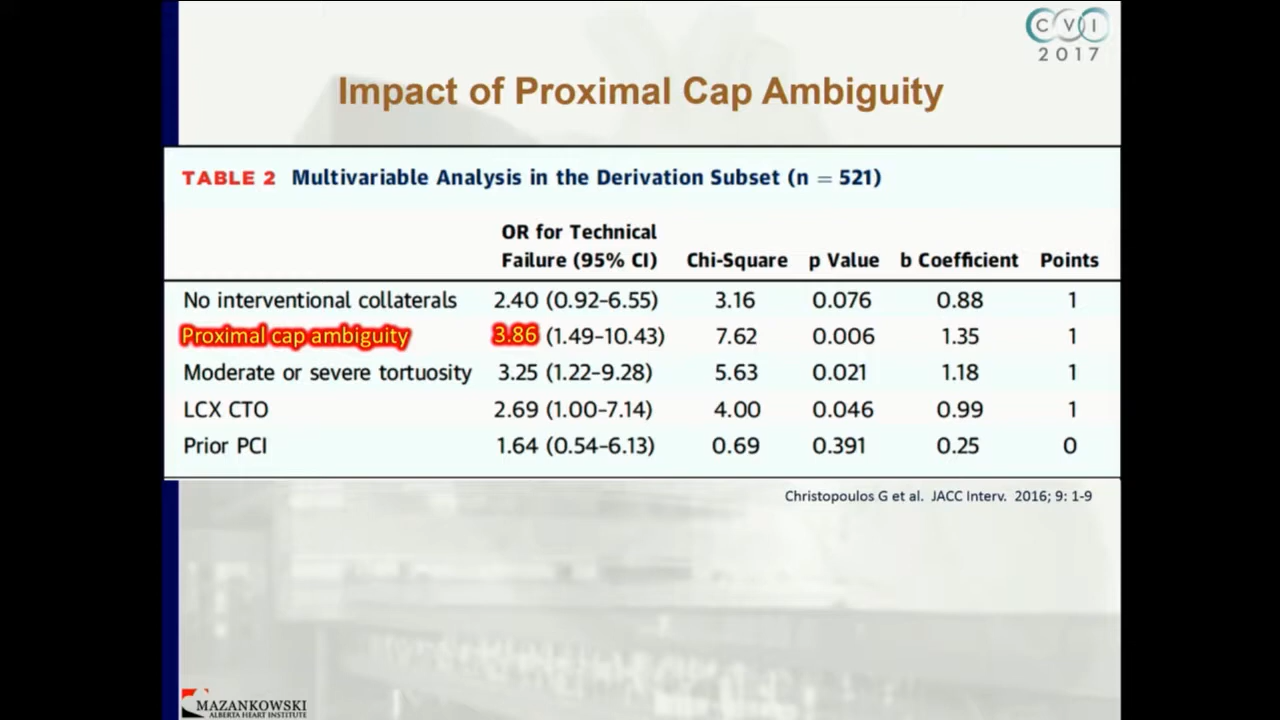 CVI
2017
Impact of Proximal Cap Ambiguity
TABLE 2 Multivariable Analysis in the Derivation Subset (n = 521)
OR for Technical
Failure (95% CI) Chi-Square p Value b Coefficient Points
No interventional collaterals 2.40 (0.92–6.55) 3.16 0.076 0.88 1
Proximal cap ambiguity 3.86 (1.49–10.43) 7.62 0.006 1.35 1
Moderate or severe tortuosity 3.25 (1.22–9.28) 5.63 0.021 1.18 1
LCX CTO 2.69 (1.00–7.14) 4.00 0.046 0.99 1
Prior PCI 1.64 (0.54–6.13) 0.69 0.391 0.25 0
Christopoulos G et al. JACC Interv. 2016; 9: 1-9
MAZANKOWSKI
ALBERTA HEART INSTITUTE